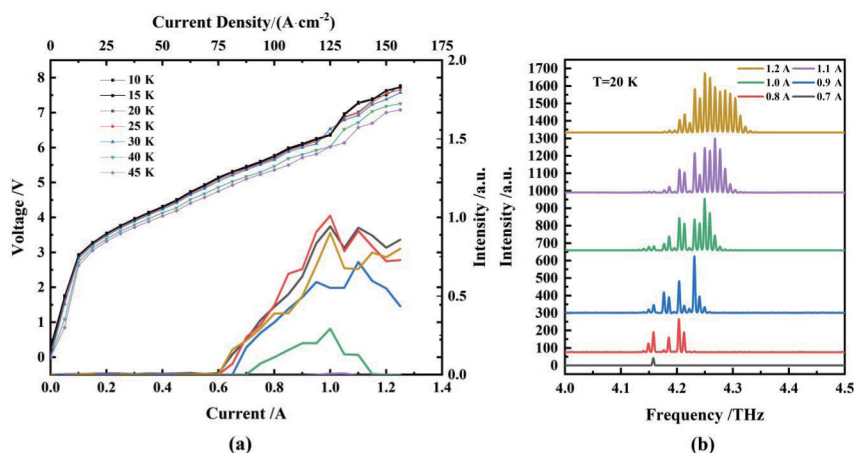 Current Density/(A·cm-2)
0 25 50 75 100 125 150 175
8
7
6
5
4
3
2
1
0
Voltage /V
10 K
15 K
20 K
25 K
30 K
40 K
45 K
2.0
1.5
1.0
0.5
0.0
Intensity /a.u.
0.0 0.2 0.4 0.6 0.8 1.0 1.2 1.4
Current /A
(a)
T=20 K
1.2 A 1.1 A
1.0 A 0.9 A
0.8 A 0.7 A
1700
1600
1500
1400
1300
1200
1100
1000
900
800
700
600
500
400
300
200
100
0
Intensity /a.u.
4.0 4.1 4.2 4.3 4.4 4.5
Frequency /THz
(b)